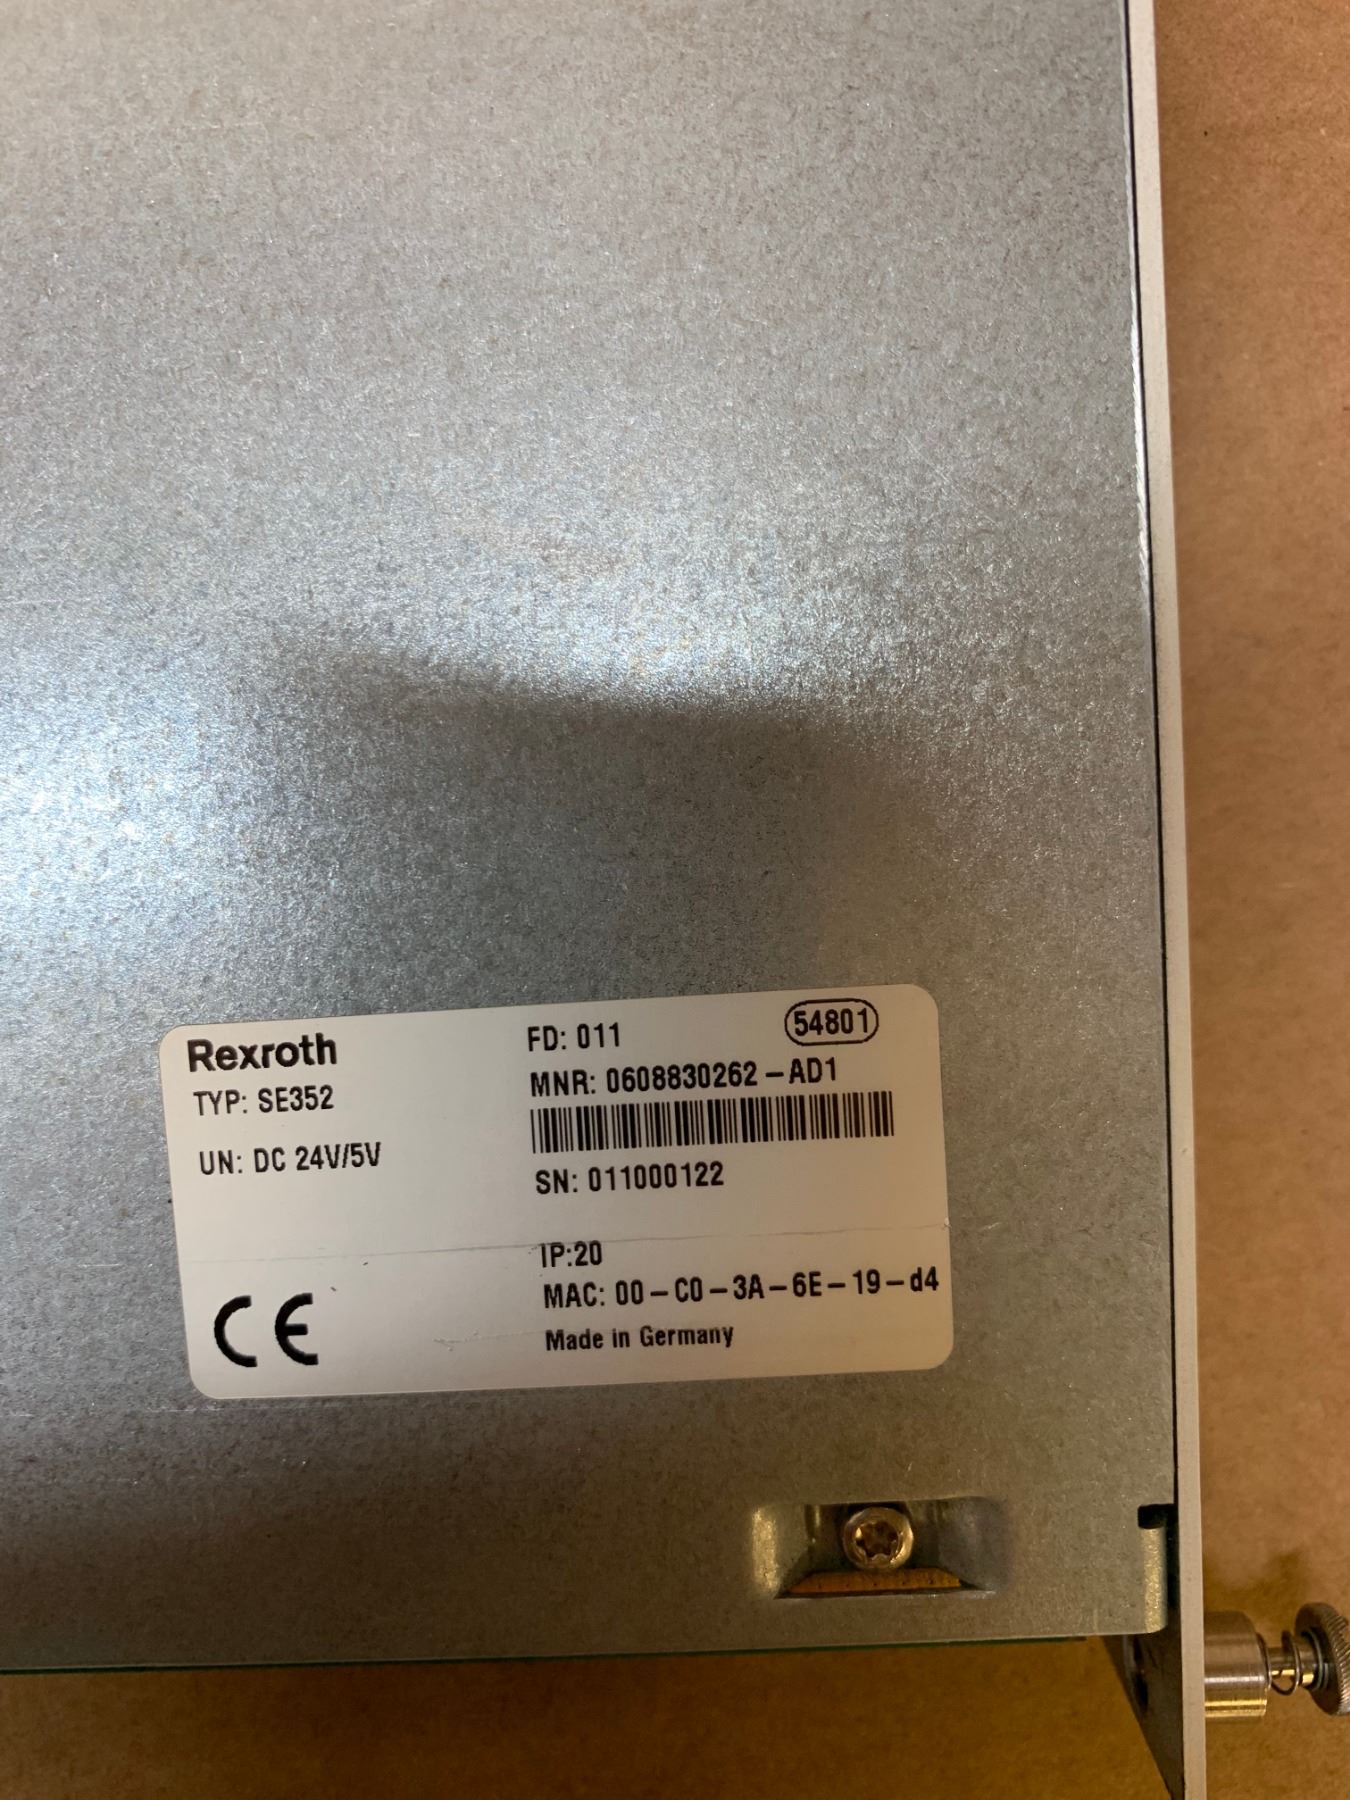 Rexroth
TYP: SE352
UN: DC 24V/5V
CE
FD: 011
54801
MNR: 0608830262-AD1
SN: 011000122
IP:20
MAC: 00-C0-3A-6E-19-d4
Made in Germany